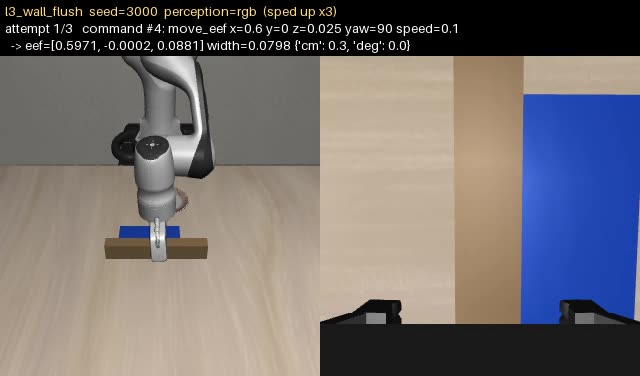 l3_wall_flush  seed=3000  perception=rgb  (sped up x3)
attempt 1/3   command #4: move_eef x=0.6 y=0 z=0.025 yaw=90 speed=0.1
-> eef=[0.5971, -0.0002, 0.0881] width=0.0798 {'cm': 0.3, 'deg': 0.0}